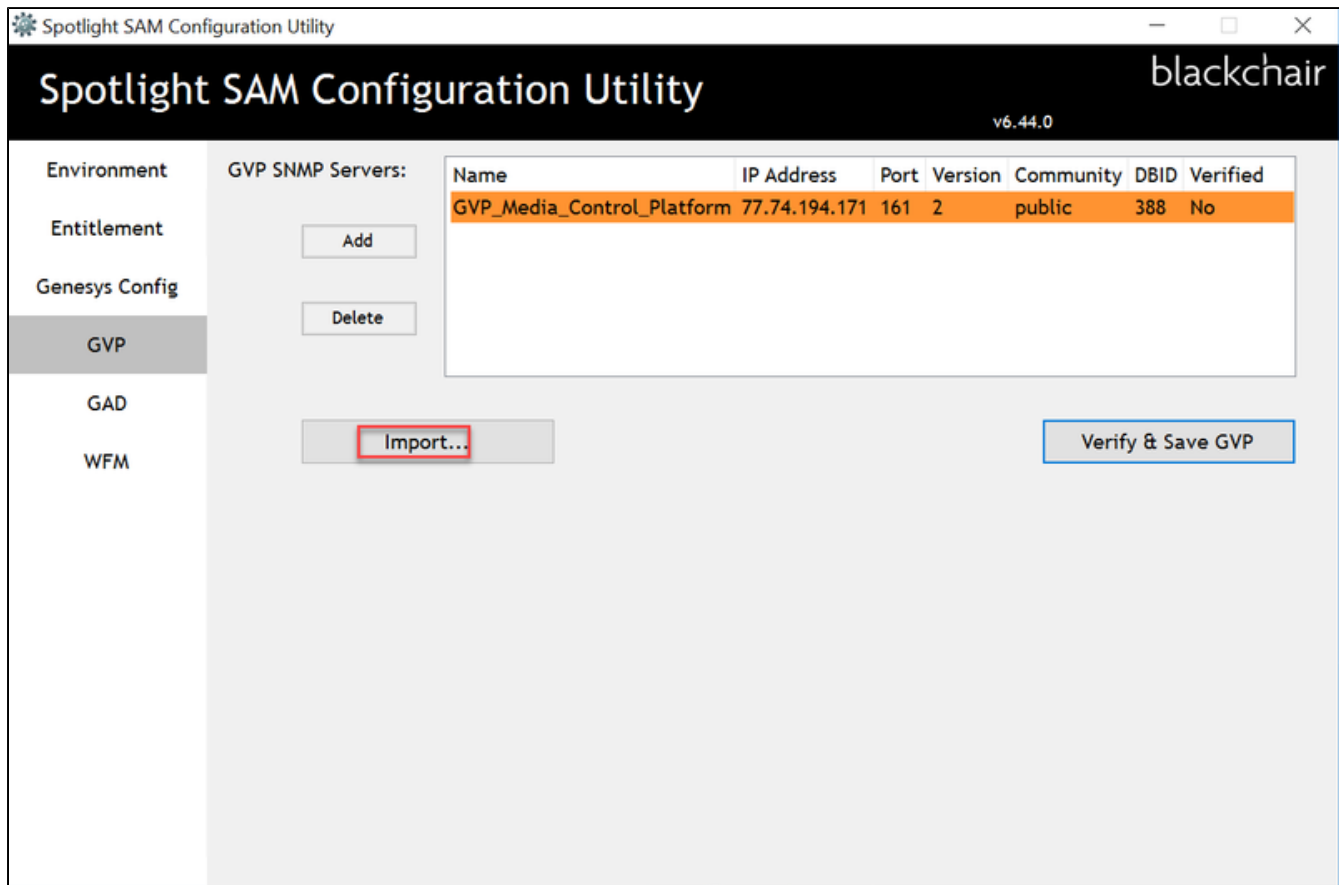 Spotlight SAM Configuration Utility
Spotlight SAM Configuration Utility
blackchair
v6.44.0
Environment
Entitlement
Genesys Config
GVP
GAD
WFM
GVP SNMP Servers:
Add
Delete
Name IP Address Port Version Community DBID Verified
GVP_Media_Control_Platform 77.74.194.171 161 2 public 388 No
Import...
Verify & Save GVP